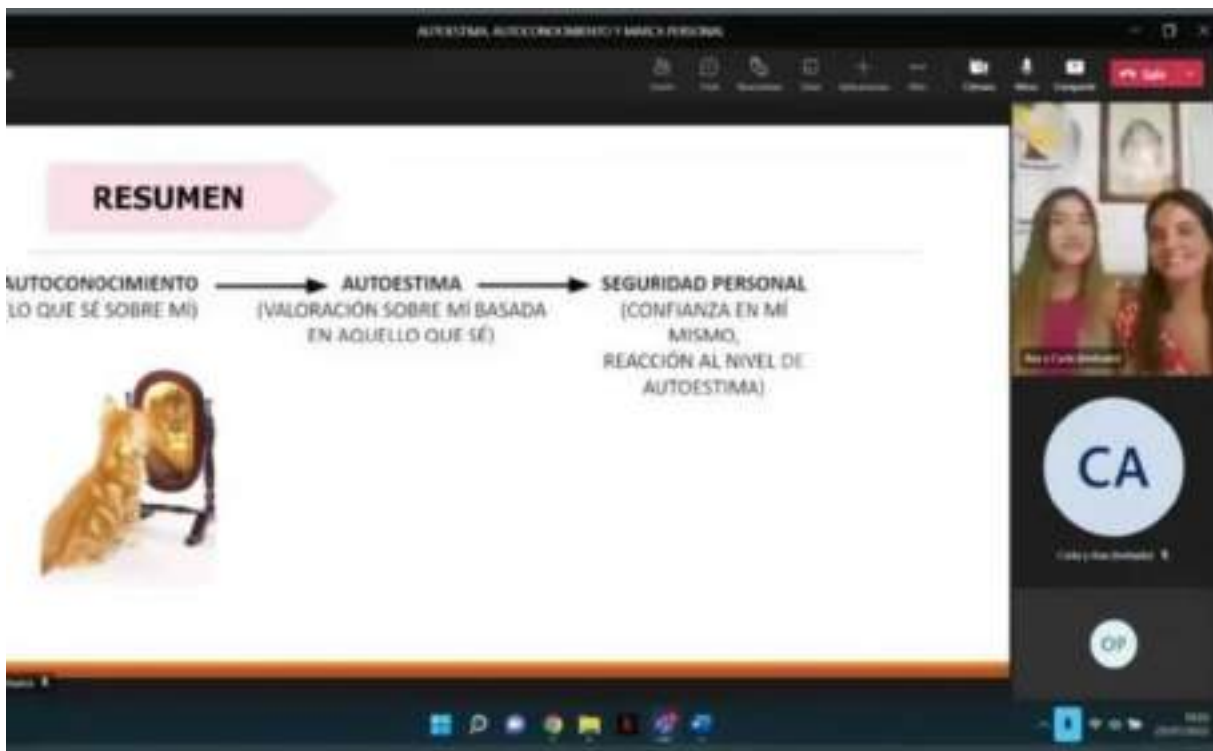 AUTOESTIMA, AUTOCONOCIMIENTO Y MARCA PERSONAL
Salir
RESUMEN
AUTOCONOCIMIENTO
LO QUE SÉ SOBRE MÍ)
AUTOESTIMA
(VALORACIÓN SOBRE MÍ BASADA
EN AQUELLO QUE SÉ)
SEGURIDAD PERSONAL
(CONFIANZA EN MÍ
MISMO,
REACCIÓN AL NIVEL DE
AUTOESTIMA)
CA
OP